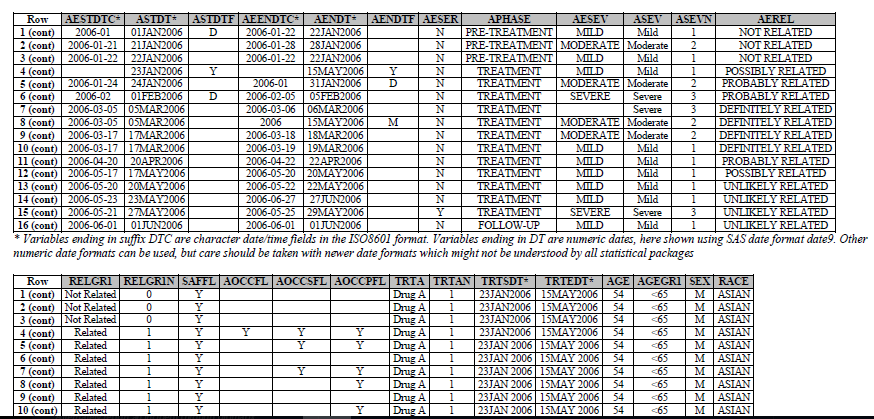 Row AESTDTC* ASTDT* ASTDTF AEENDTC* AENDT* AENDTF AESER APHASE AESEV ASEV ASEVN AEREL
1 (cont) 2006-01 01JAN2006 D 2006-01-22 22JAN2006 N PRE-TREATMENT MILD Mild 1 NOT RELATED
2 (cont) 2006-01-21 21JAN2006 2006-01-28 28JAN2006 N PRE-TREATMENT MODERATE Moderate 2 NOT RELATED
3 (cont) 2006-01-22 22JAN2006 2006-01-22 22JAN2006 N PRE-TREATMENT MILD Mild 1 NOT RELATED
4 (cont) 23JAN2006 Y 15MAY2006 Y N TREATMENT MILD Mild 1 POSSIBLY RELATED
5 (cont) 2006-01-24 24JAN2006 2006-01 31JAN2006 D N TREATMENT MODERATE Moderate 2 PROBABLY RELATED
6 (cont) 2006-02 01FEB2006 D 2006-02-05 05FEB2006 N TREATMENT SEVERE Severe 3 PROBABLY RELATED
7 (cont) 2006-03-05 05MAR2006 2006-03-06 06MAR2006 N TREATMENT Severe 3 DEFINITELY RELATED
8 (cont) 2006-03-05 05MAR2006 2006 15MAY2006 M N TREATMENT MODERATE Moderate 2 DEFINITELY RELATED
9 (cont) 2006-03-17 17MAR2006 2006-03-18 18MAR2006 N TREATMENT MODERATE Moderate 2 DEFINITELY RELATED
10 (cont) 2006-03-17 17MAR2006 2006-03-19 19MAR2006 N TREATMENT MILD Mild 1 DEFINITELY RELATED
11 (cont) 2006-04-20 20APR2006 2006-04-22 22APR2006 N TREATMENT MILD Mild 1 PROBABLY RELATED
12 (cont) 2006-05-17 17MAY2006 2006-05-20 20MAY2006 N TREATMENT MILD Mild 1 POSSIBLY RELATED
13 (cont) 2006-05-20 20MAY2006 2006-05-22 22MAY2006 N TREATMENT MILD Mild 1 UNLIKELY RELATED
14 (cont) 2006-05-23 23MAY2006 2006-06-27 27JUN2006 N TREATMENT MILD Mild 1 UNLIKELY RELATED
15 (cont) 2006-05-21 27MAY2006 2006-05-25 29MAY2006 Y TREATMENT SEVERE Severe 3 UNLIKELY RELATED
16 (cont) 2006-06-01 01JUN2006 2006-06-01 01JUN2006 N FOLLOW-UP MILD Mild 1 UNLIKELY RELATED
* Variables ending in suffix DTC are character date/time fields in the ISO8601 format. Variables ending in DT are numeric dates, here shown using SAS date format date9. Other
numeric date formats can be used, but care should be taken with newer date formats which might not be understood by all statistical packages
Row RELGR1 RELGR1N SAFFL AOCCFL AOCCSFL AOCCPFL TRTA TRTAN TRTSDT* TRTEDT* AGE AGEGR1 SEX RACE
1 (cont) Not Related 0 Y Drug A 1 23JAN2006 15MAY2006 54 <65 M ASIAN
2 (cont) Not Related 0 Y Drug A 1 23JAN2006 15MAY2006 54 <65 M ASIAN
3 (cont) Not Related 0 Y Drug A 1 23JAN2006 15MAY2006 54 <65 M ASIAN
4 (cont) Related 1 Y Y Y Y Drug A 1 23JAN2006 15MAY2006 54 <65 M ASIAN
5 (cont) Related 1 Y Y Y Drug A 1 23JAN 2006 15MAY 2006 54 <65 M ASIAN
6 (cont) Related 1 Y Drug A 1 23JAN 2006 15MAY 2006 54 <65 M ASIAN
7 (cont) Related 1 Y Y Y Drug A 1 23JAN 2006 15MAY 2006 54 <65 M ASIAN
8 (cont) Related 1 Y Y Drug A 1 23JAN 2006 15MAY 2006 54 <65 M ASIAN
9 (cont) Related 1 Y Drug A 1 23JAN 2006 15MAY 2006 54 <65 M ASIAN
10 (cont) Related 1 Y Y Drug A 1 23JAN 2006 15MAY 2006 54 <65 M ASIAN